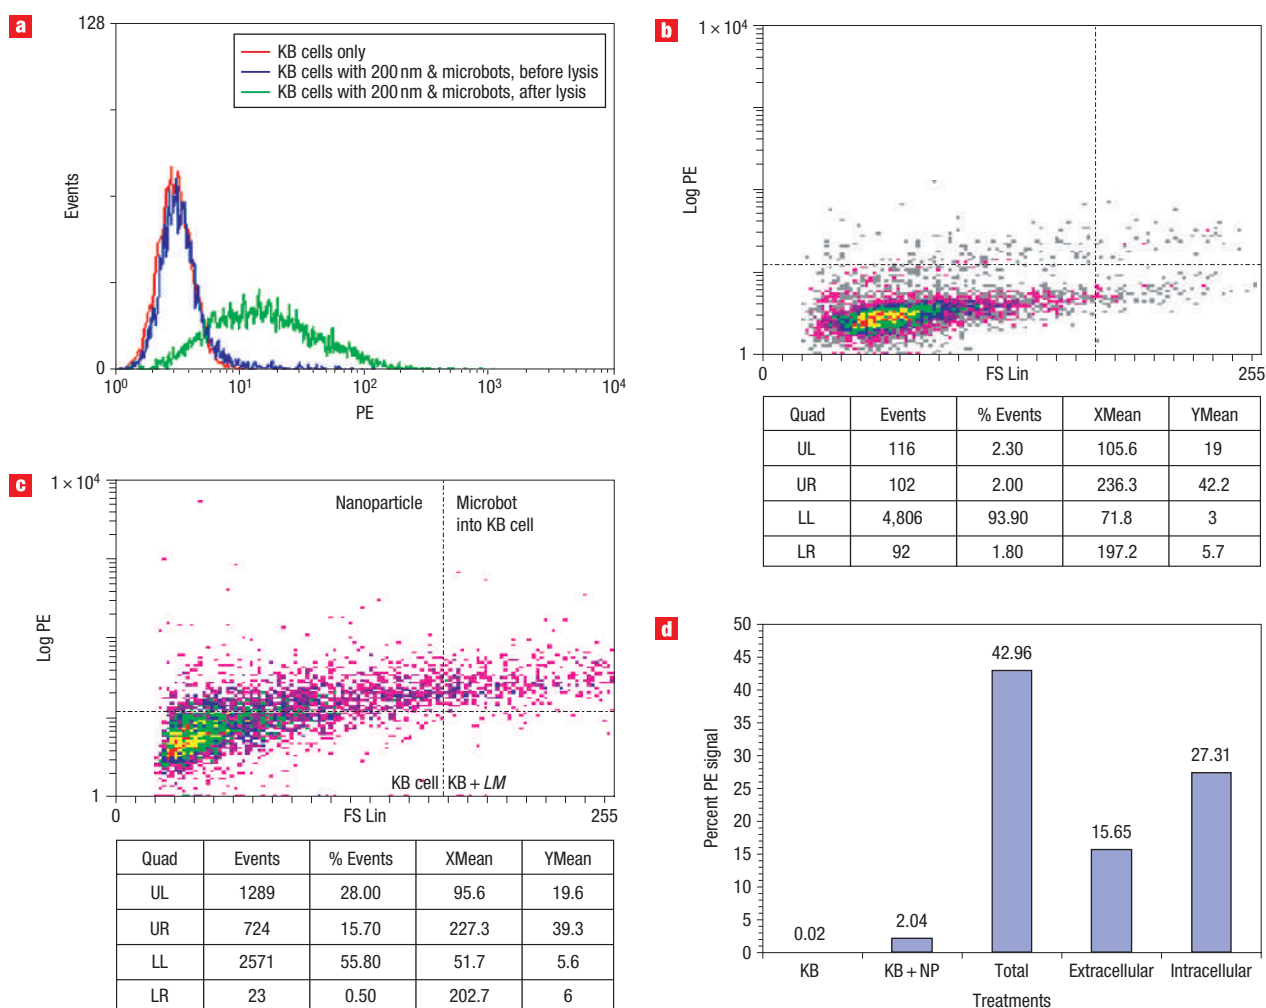 a
128
Events
0
10⁰ 10¹ 10² 10³ 10⁴
PE
KB cells only
KB cells with 200 nm & microbots, before lysis
KB cells with 200 nm & microbots, after lysis
b
1 × 10⁴
Log PE
1
0 FS Lin 255
Quad Events % Events XMean YMean
UL 116 2.30 105.6 19
UR 102 2.00 236.3 42.2
LL 4,806 93.90 71.8 3
LR 92 1.80 197.2 5.7
c
1 × 10⁴
Nanoparticle
Microbot
into KB cell
Log PE
KB cell
KB + LM
1
0 FS Lin 255
Quad Events % Events XMean YMean
UL 1289 28.00 95.6 19.6
UR 724 15.70 227.3 39.3
LL 2571 55.80 51.7 5.6
LR 23 0.50 202.7 6
d
50
45
40
35
30
25
20
15
10
5
0
Percent PE signal
0.02
2.04
42.96
15.65
27.31
KB KB + NP Total Extracellular Intracellular
Treatments